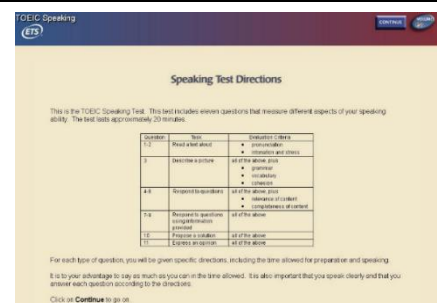 TOEIC Speaking
ETS
CONTINUE
VOLUME
Speaking Test Directions
This is the TOEIC Speaking Test. This test includes eleven questions that measure different aspects of your speaking
ability. The test lasts approximately 20 minutes.
Question Task Evaluation Criteria
1-2 Read a text aloud • pronunciation
• intonation and stress
3 Describe a picture all of the above, plus
• grammar
• vocabulary
• cohesion
4-6 Respond to questions all of the above, plus
• relevance of content
• completeness of content
7-9 Respond to questions all of the above
using information
provided
10 Propose a solution all of the above
11 Express an opinion all of the above
For each type of question, you will be given specific directions, including the time allowed for preparation and speaking.
It is to your advantage to say as much as you can in the time allowed. It is also important that you speak clearly and that you
answer each question according to the directions.
Click on Continue to go on.